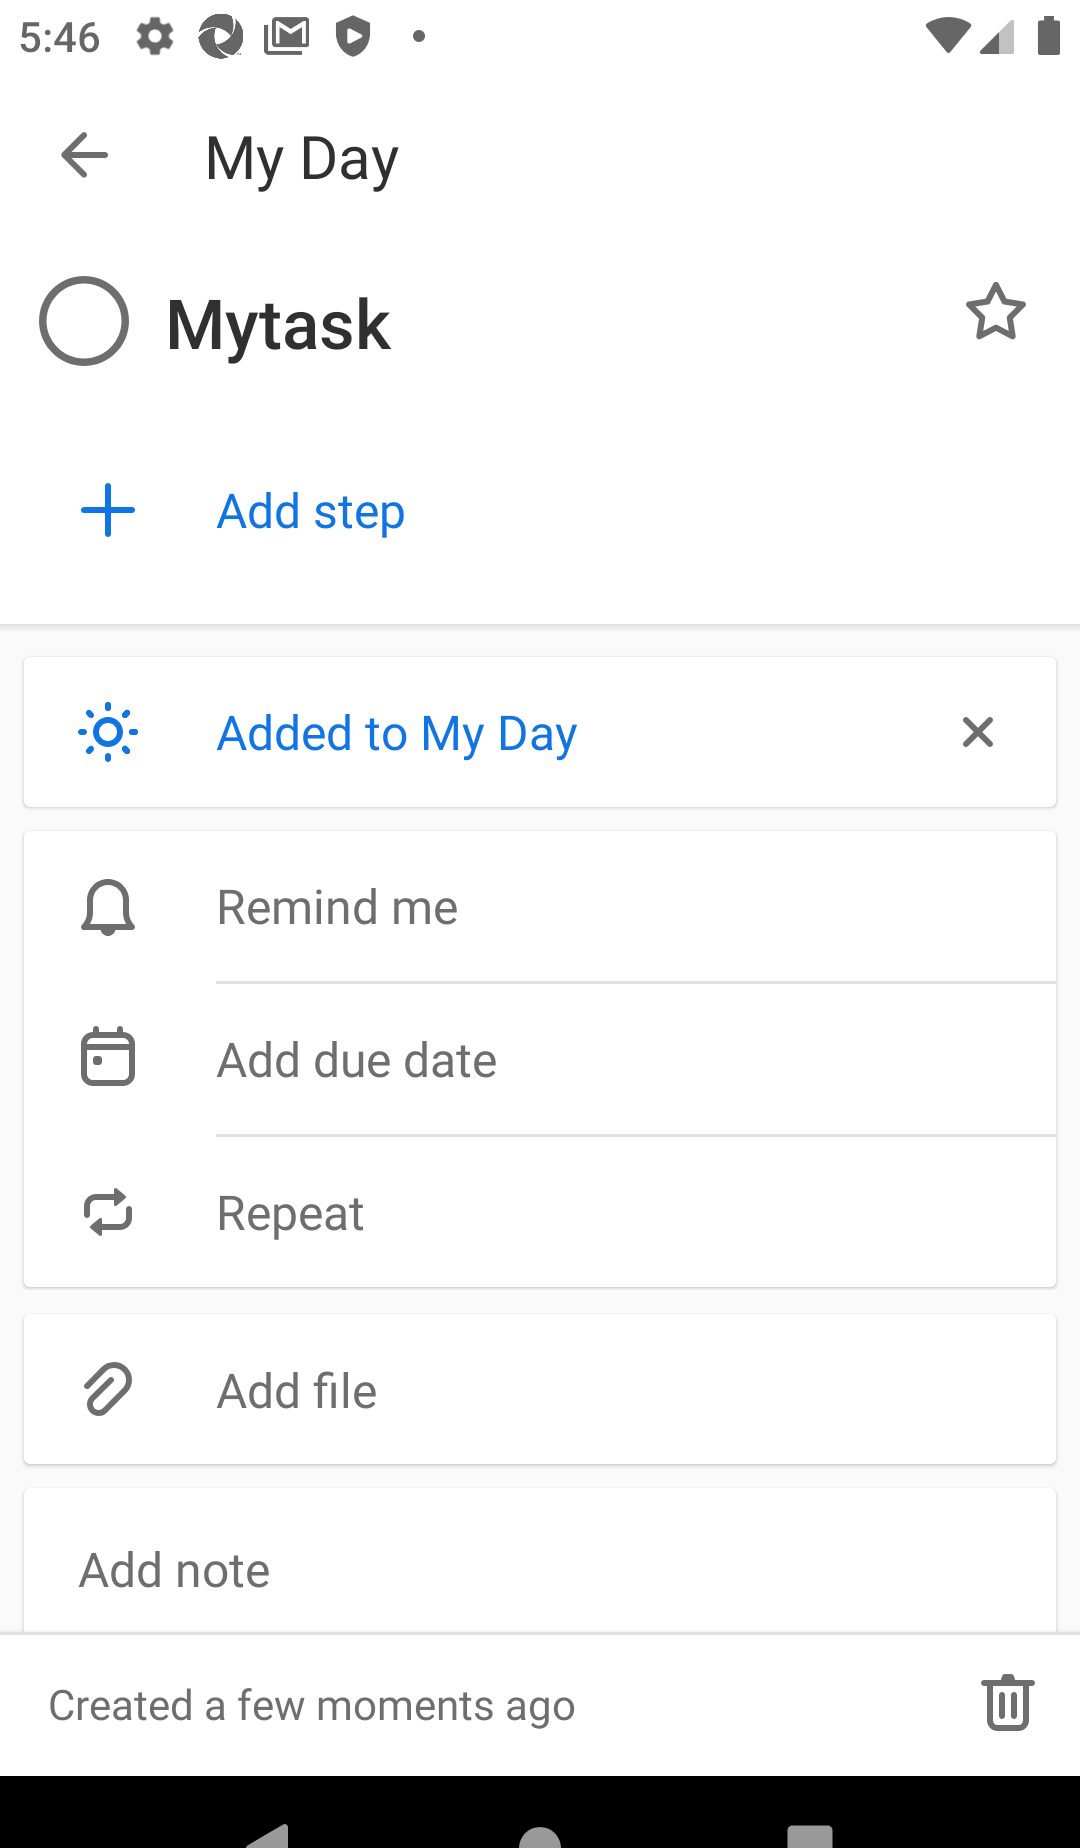 5:46
My Day
Mytask
Add step
Added to My Day
Remind me
Add due date
Repeat
Add file
Add note
Created a few moments ago